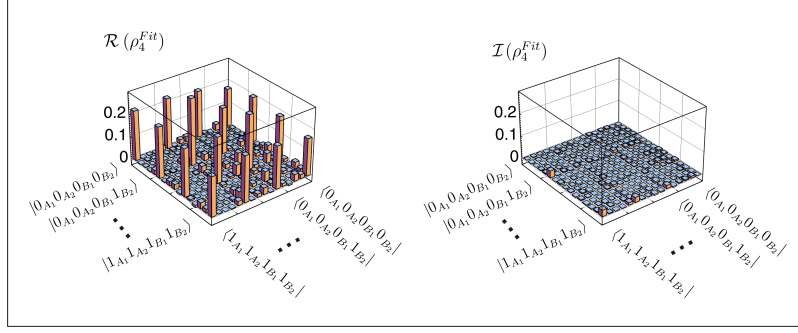 ℛ (ρ₄^{Fit})
0.2
0.1
0
|0_{A₁}0_{A₂}0_{B₁}0_{B₂}⟩
|0_{A₁}0_{A₂}0_{B₁}1_{B₂}⟩
⋱
|1_{A₁}1_{A₂}1_{B₁}1_{B₂}⟩
⟨0_{A₁}0_{A₂}0_{B₁}0_{B₂}|
⟨0_{A₁}0_{A₂}0_{B₁}1_{B₂}|
⋰
⟨1_{A₁}1_{A₂}1_{B₁}1_{B₂}|
ℐ (ρ₄^{Fit})
0.2
0.1
0
|0_{A₁}0_{A₂}0_{B₁}0_{B₂}⟩
|0_{A₁}0_{A₂}0_{B₁}1_{B₂}⟩
⋱
|1_{A₁}1_{A₂}1_{B₁}1_{B₂}⟩
⟨0_{A₁}0_{A₂}0_{B₁}0_{B₂}|
⟨0_{A₁}0_{A₂}0_{B₁}1_{B₂}|
⋰
⟨1_{A₁}1_{A₂}1_{B₁}1_{B₂}|